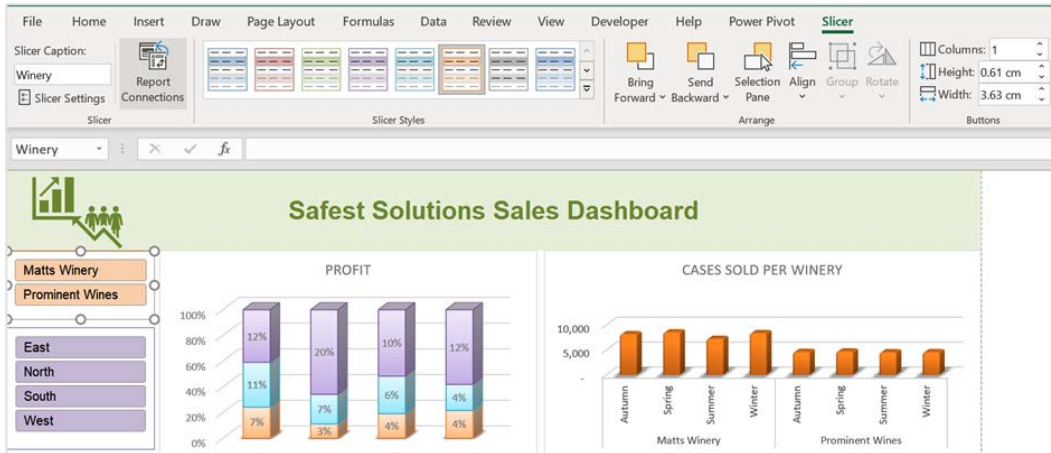 File Home Insert Draw Page Layout Formulas Data Review View Developer Help Power Pivot Slicer
Slicer Caption:
Winery
Slicer Settings
Report
Connections
Slicer
Slicer Styles
Bring
Forward
Send
Backward
Selection
Pane
Align
Group
Rotate
Arrange
Columns: 1
Height: 0.61 cm
Width: 3.63 cm
Buttons
Winery
fx
Safest Solutions Sales Dashboard
Matts Winery
Prominent Wines
East
North
South
West
PROFIT
100%
80%
60%
40%
20%
0%
12% 20% 10% 12%
11% 7% 6% 4%
7% 3% 4% 4%
CASES SOLD PER WINERY
10,000
5,000
-
Autumn Spring Summer Winter Autumn Spring Summer Winter
Matts Winery Prominent Wines